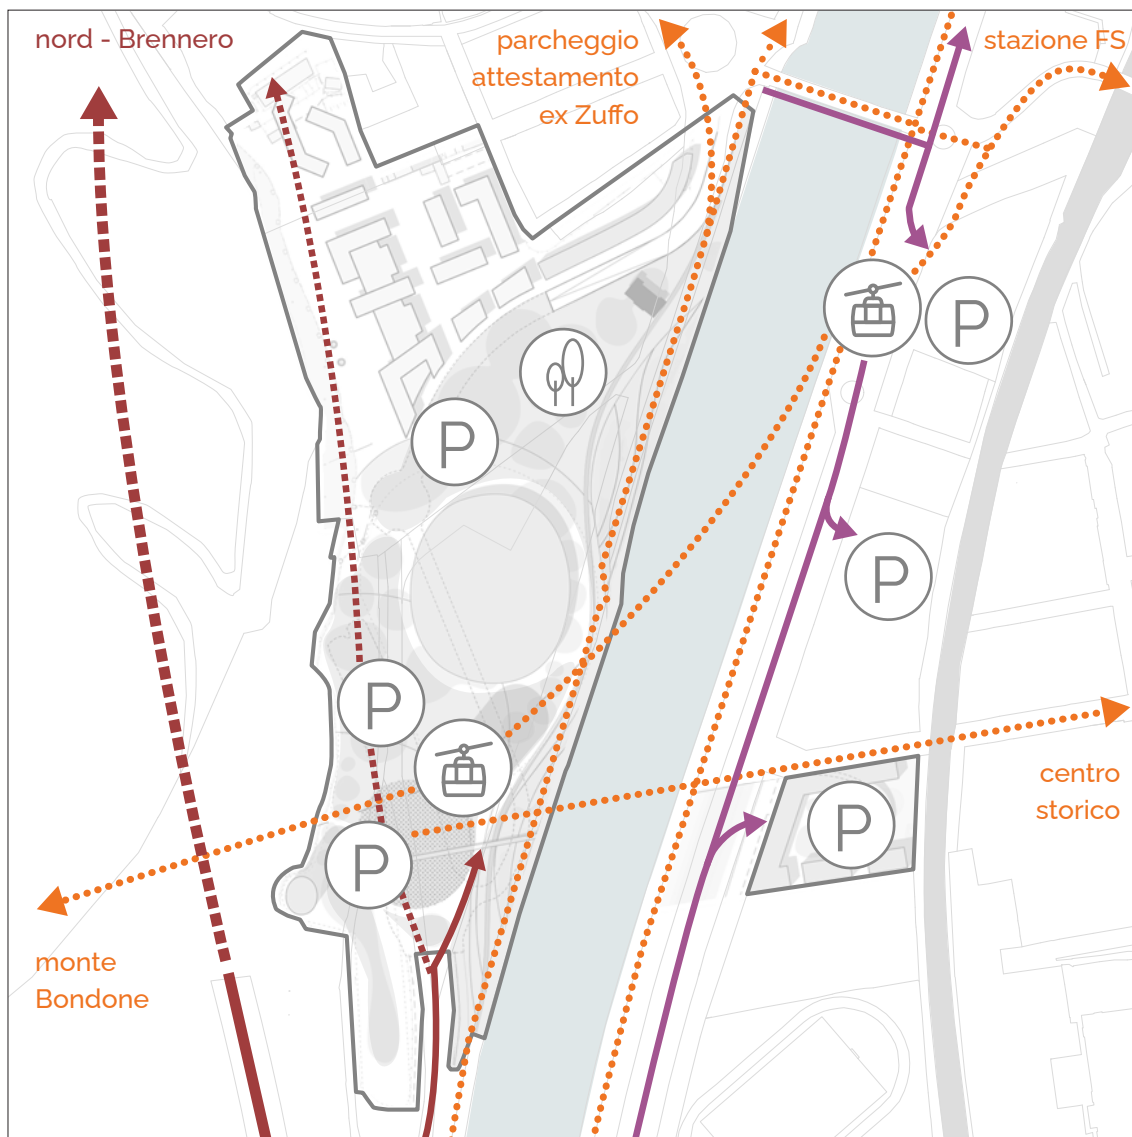 nord - Brennero
parcheggio
attestamento
ex Zuffo
stazione FS
P
P
P
P
P
P
centro
storico
monte
Bondone